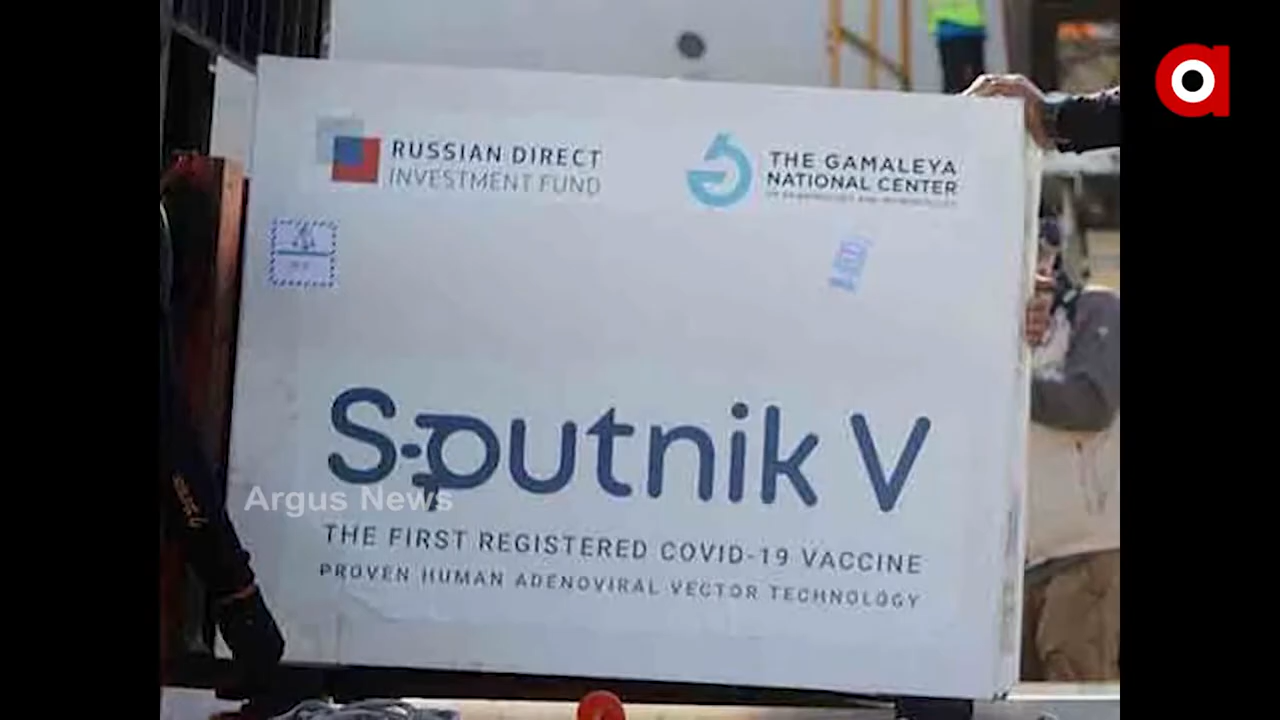 RUSSIAN DIRECT
INVESTMENT FUND
THE GAMALEYA
NATIONAL CENTER
Sputnik V
Argus News
THE FIRST REGISTERED COVID-19 VACCINE
PROVEN HUMAN ADENOVIRAL VECTOR TECHNOLOGY